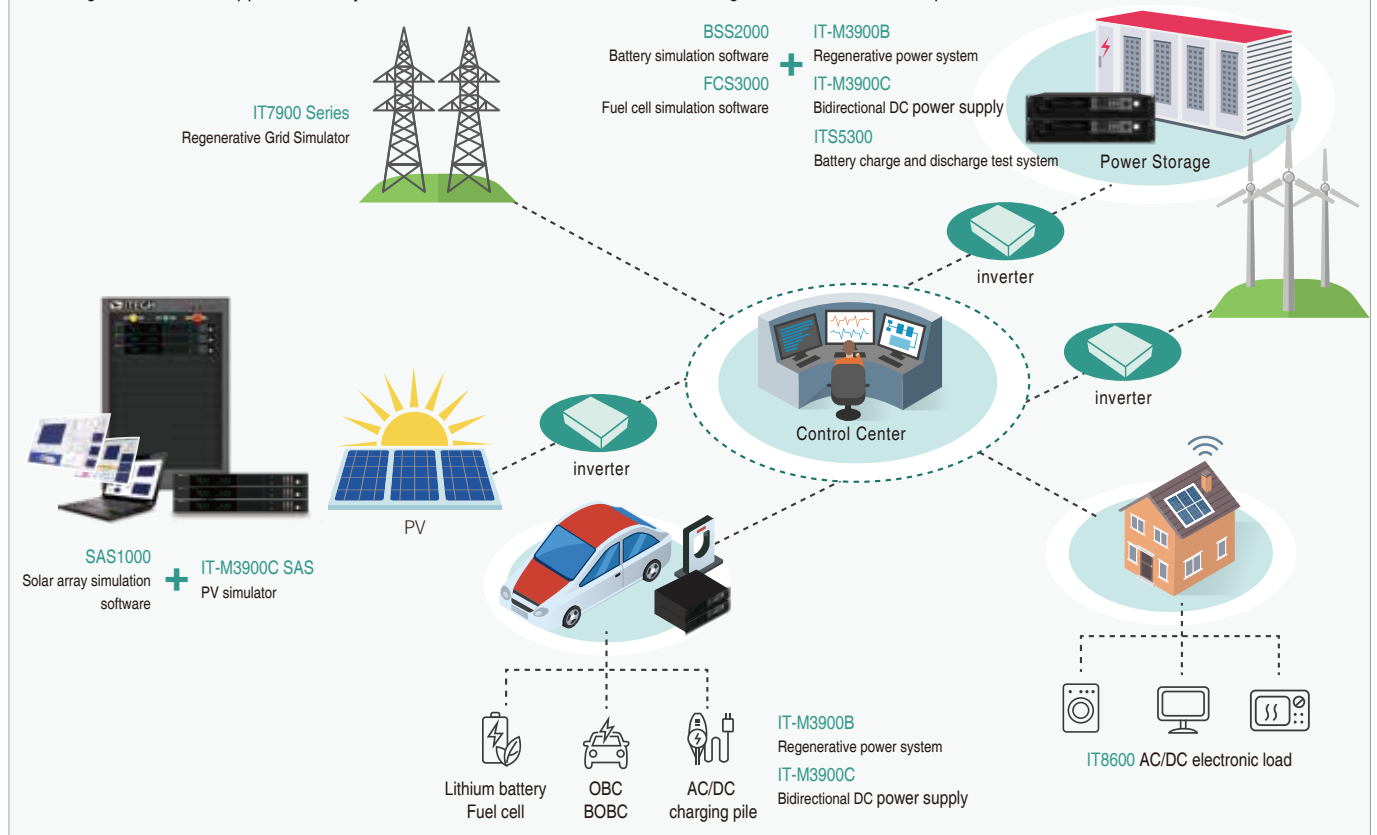 BSS2000
Battery simulation software
FCS3000
Fuel cell simulation software
+
IT-M3900B
Regenerative power system
IT-M3900C
Bidirectional DC power supply
ITS5300
Battery charge and discharge test system
Power Storage
IT7900 Series
Regenerative Grid Simulator
inverter
ITECH
Control Center
inverter
inverter
PV
SAS1000
Solar array simulation
software
+
IT-M3900C SAS
PV simulator
Lithium battery
Fuel cell
OBC
BOBC
AC/DC
charging pile
IT-M3900B
Regenerative power system
IT-M3900C
Bidirectional DC power supply
IT8600 AC/DC electronic load